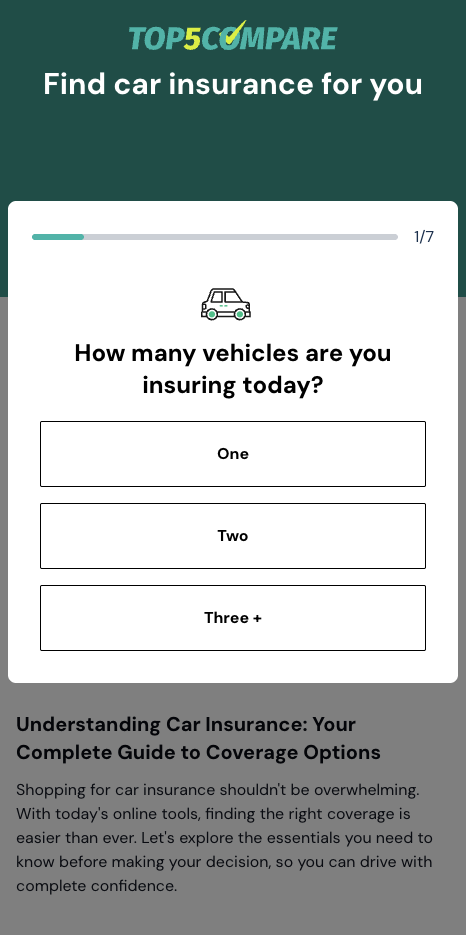 TOP5COMPARE
Find car insurance for you
1/7
How many vehicles are you
insuring today?
One
Two
Three +
Understanding Car Insurance: Your
Complete Guide to Coverage Options
Shopping for car insurance shouldn't be overwhelming.
With today's online tools, finding the right coverage is
easier than ever. Let's explore the essentials you need to
know before making your decision, so you can drive with
complete confidence.